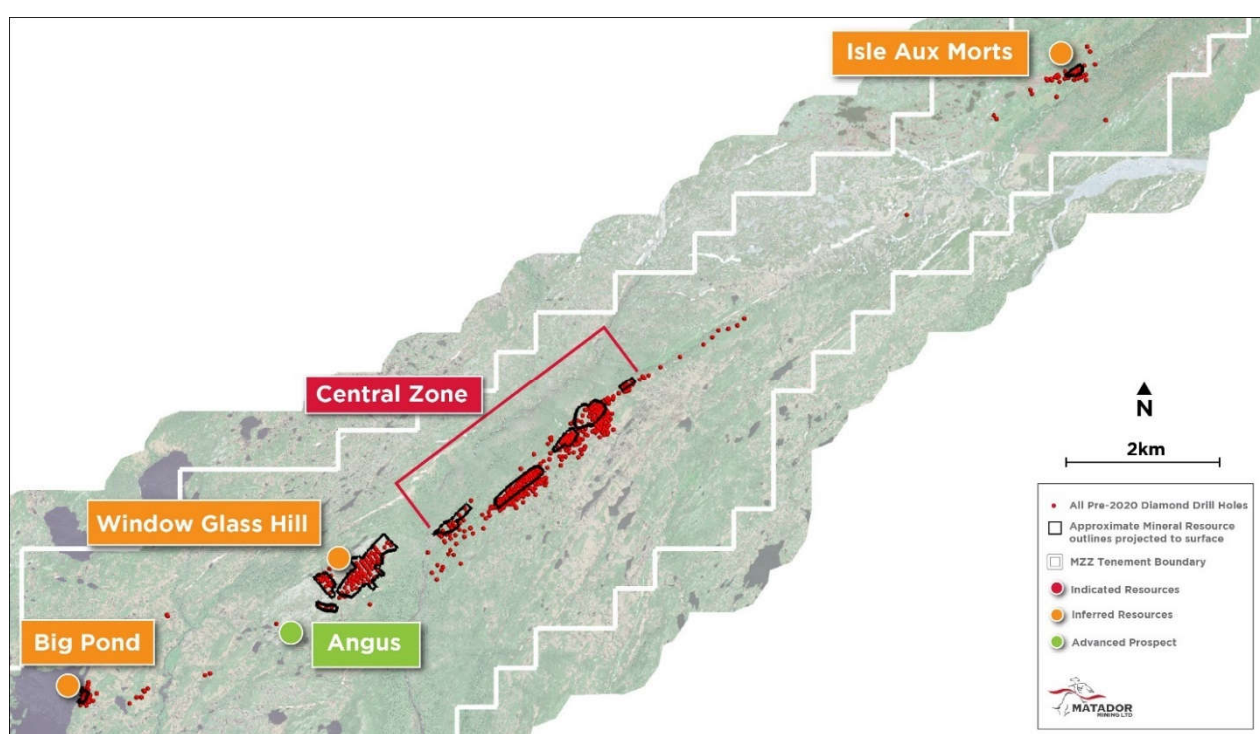 Isle Aux Morts
Central Zone
Window Glass Hill
Angus
Big Pond
N
2km
All Pre-2020 Diamond Drill Holes
Approximate Mineral Resource
outlines projected to surface
MZZ Tenement Boundary
Indicated Resources
Inferred Resources
Advanced Prospect
MATADOR
MINING LTD